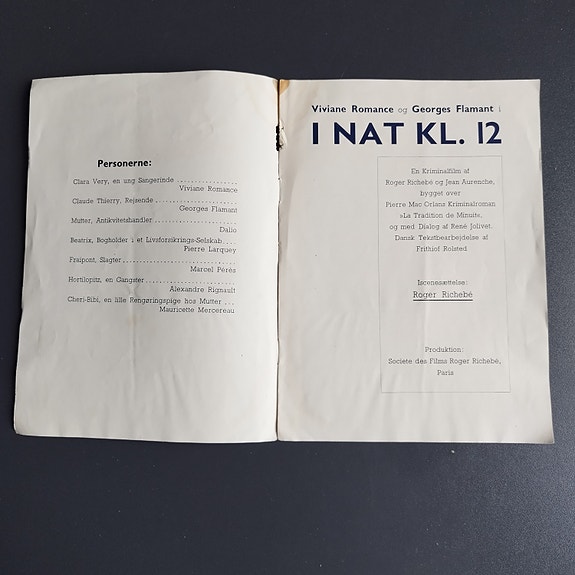 Personerne:
Clara Very, en ung Sangerinde ..................
Viviane Romance
Claude Thierry, Rejsende ........................
Georges Flamant
Mutter, Antikvitetshandler ........................
Dalio
Beatrix, Bogholder i et Livsforsikrings-Selskab ....
Pierre Larquey
Fraipont, Slagter ..................................
Marcel Pérès
Hortilopitz, en Gangster ...........................
Alexandre Rignault
Cheri-Bibi, en lille Rengøringspige hos Mutter ...
Mauricette Mercereau
Viviane Romance og Georges Flamant i
I NAT KL. 12
En Kriminalfilm af
Roger Richebé og Jean Aurenche,
bygget over
Pierre Mac Orlans Kriminalroman
»La Tradition de Minuit«,
og med Dialog af René Jolivet.
Dansk Tekstbearbejdelse af
Frithiof Rolsted
Iscenesættelse:
Roger Richebé
Produktion:
Société des Films Roger Richebé,
Paris